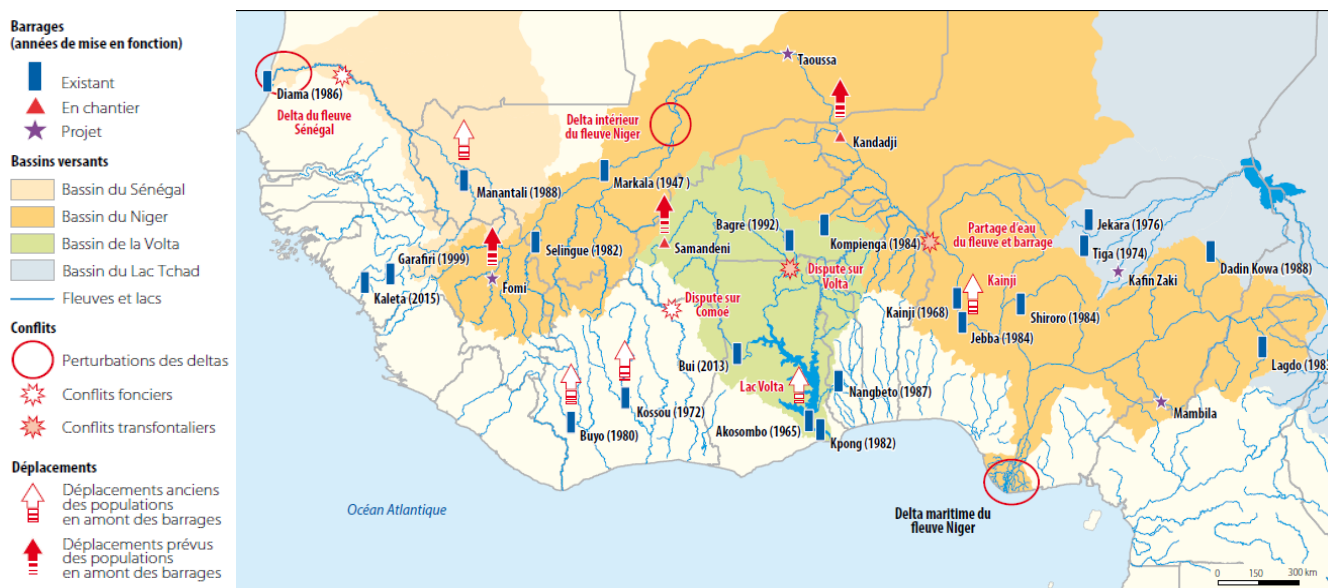 Barrages
(années de mise en fonction)
Existant
En chantier
Projet
Bassins versants
Bassin du Sénégal
Bassin du Niger
Bassin de la Volta
Bassin du Lac Tchad
Fleuves et lacs
Conflits
Perturbations des deltas
Conflits fonciers
Conflits transfontaliers
Déplacements
Déplacements anciens
des populations
en amont des barrages
Déplacements prévus
des populations
en amont des barrages
Taoussa
Diama (1986)
Delta du fleuve
Sénégal
Delta intérieur
du fleuve Niger
Kandadji
Manantali (1988)
Markala (1947 )
Bagre (1992)
Kompienga (1984)
Partage d'eau
du fleuve et barrage
Jekara (1976)
Tiga (1974)
Dadin Kowa (1988)
Kafin Zaki
Garafiri (1999)
Selingue (1982)
Samandeni
Kaleta (2015)
Fomi
Dispute sur
Volta
Dispute sur
Comoe
Kainji
Kainji (1968)
Shiroro (1984)
Jebba (1984)
Bui (2013)
Lagdo (1983
Lac Volta
Nangbeto (1987)
Kossou (1972)
Mambila
Buyo (1980)
Akosombo (1965)
Kpong (1982)
Océan Atlantique
Delta maritime du
fleuve Niger
0 150 300 km